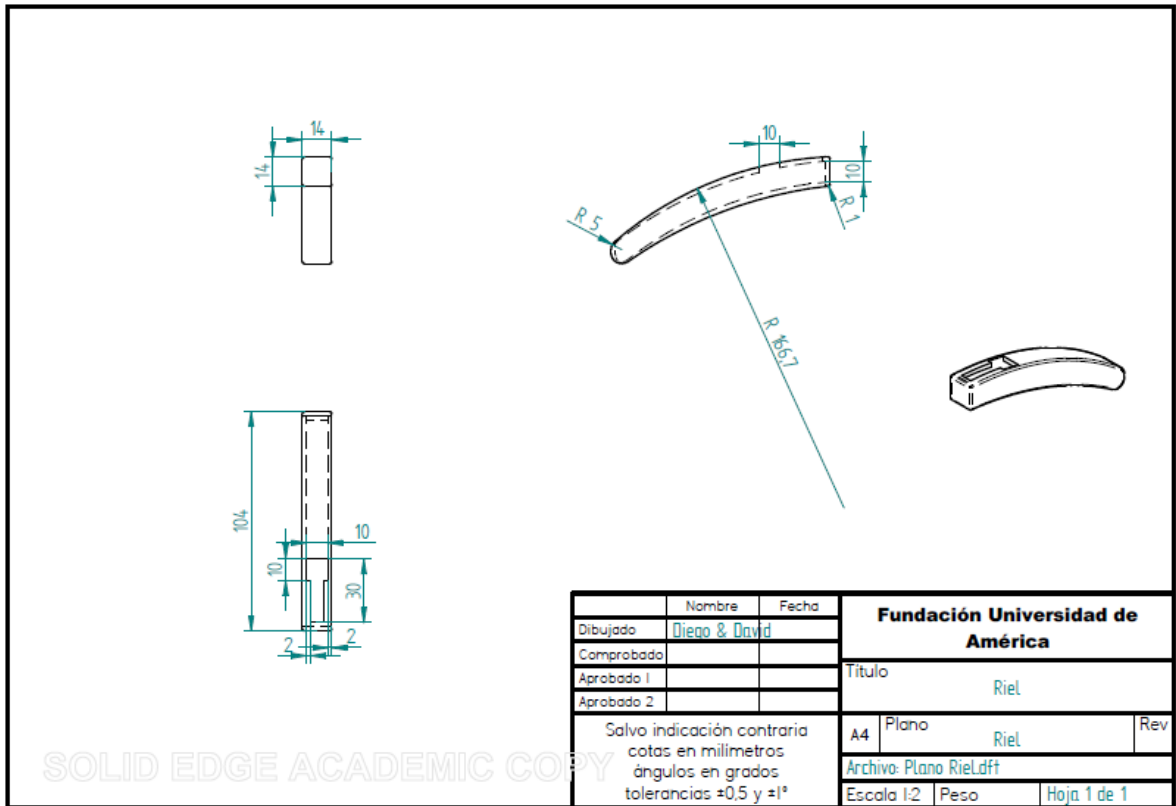 14
14
10
10
R 5
R 1
R 166,7
104
10
10
30
2
2
Nombre Fecha
Dibujado Diego & David
Comprobado
Aprobado 1
Aprobado 2
Fundación Universidad de
América
Título
Riel
A4 Plano Rev
Riel
Archivo: Plano Riel.dft
Escala 1:2 Peso Hoja 1 de 1
Salvo indicación contraria
cotas en milimetros
ángulos en grados
tolerancias ±0,5 y ±1º
SOLID EDGE ACADEMIC COPY